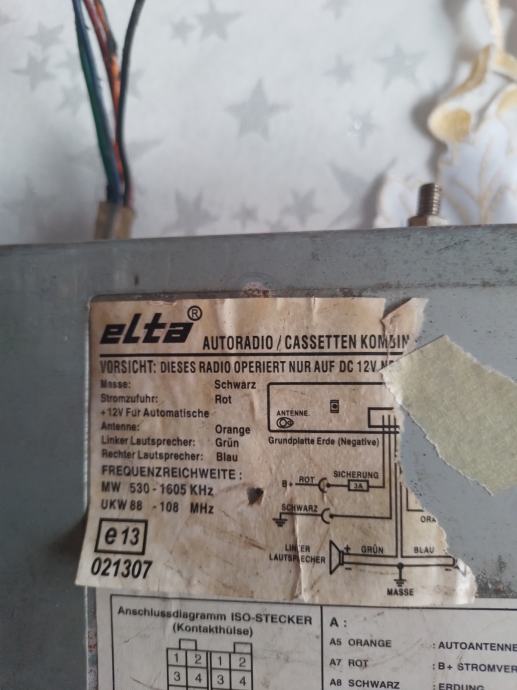 elta®
AUTORADIO / CASSETTEN KOMBIN
VORSICHT: DIESES RADIO OPERIERT NUR AUF DC 12V
Masse: Schwarz
Stromzufuhr: Rot
+12V Für Automatische
Antenne: Orange
Linker Lautsprecher: Grün
Rechter Lautsprecher: Blau
FREQUENZREICHWEITE :
MW 530-1605 KHz
UKW 88 - 108 MHz
e13
021307
ANTENNE.
Grundplatte Erde (Negative)
B+ ROT SICHERUNG
3A
SCHWARZ
ORA
LINKER
LAUTSPRECHER
+ GRÜN BLAU
MASSE
Anschlussdiagramm ISO-STECKER
(Kontakthülse)
1 2 1 2
3 4 3 4
A :
A5 ORANGE : AUTOANTENNE
A7 ROT : B+ STROMVER
A8 SCHWARZ : ERDUNG